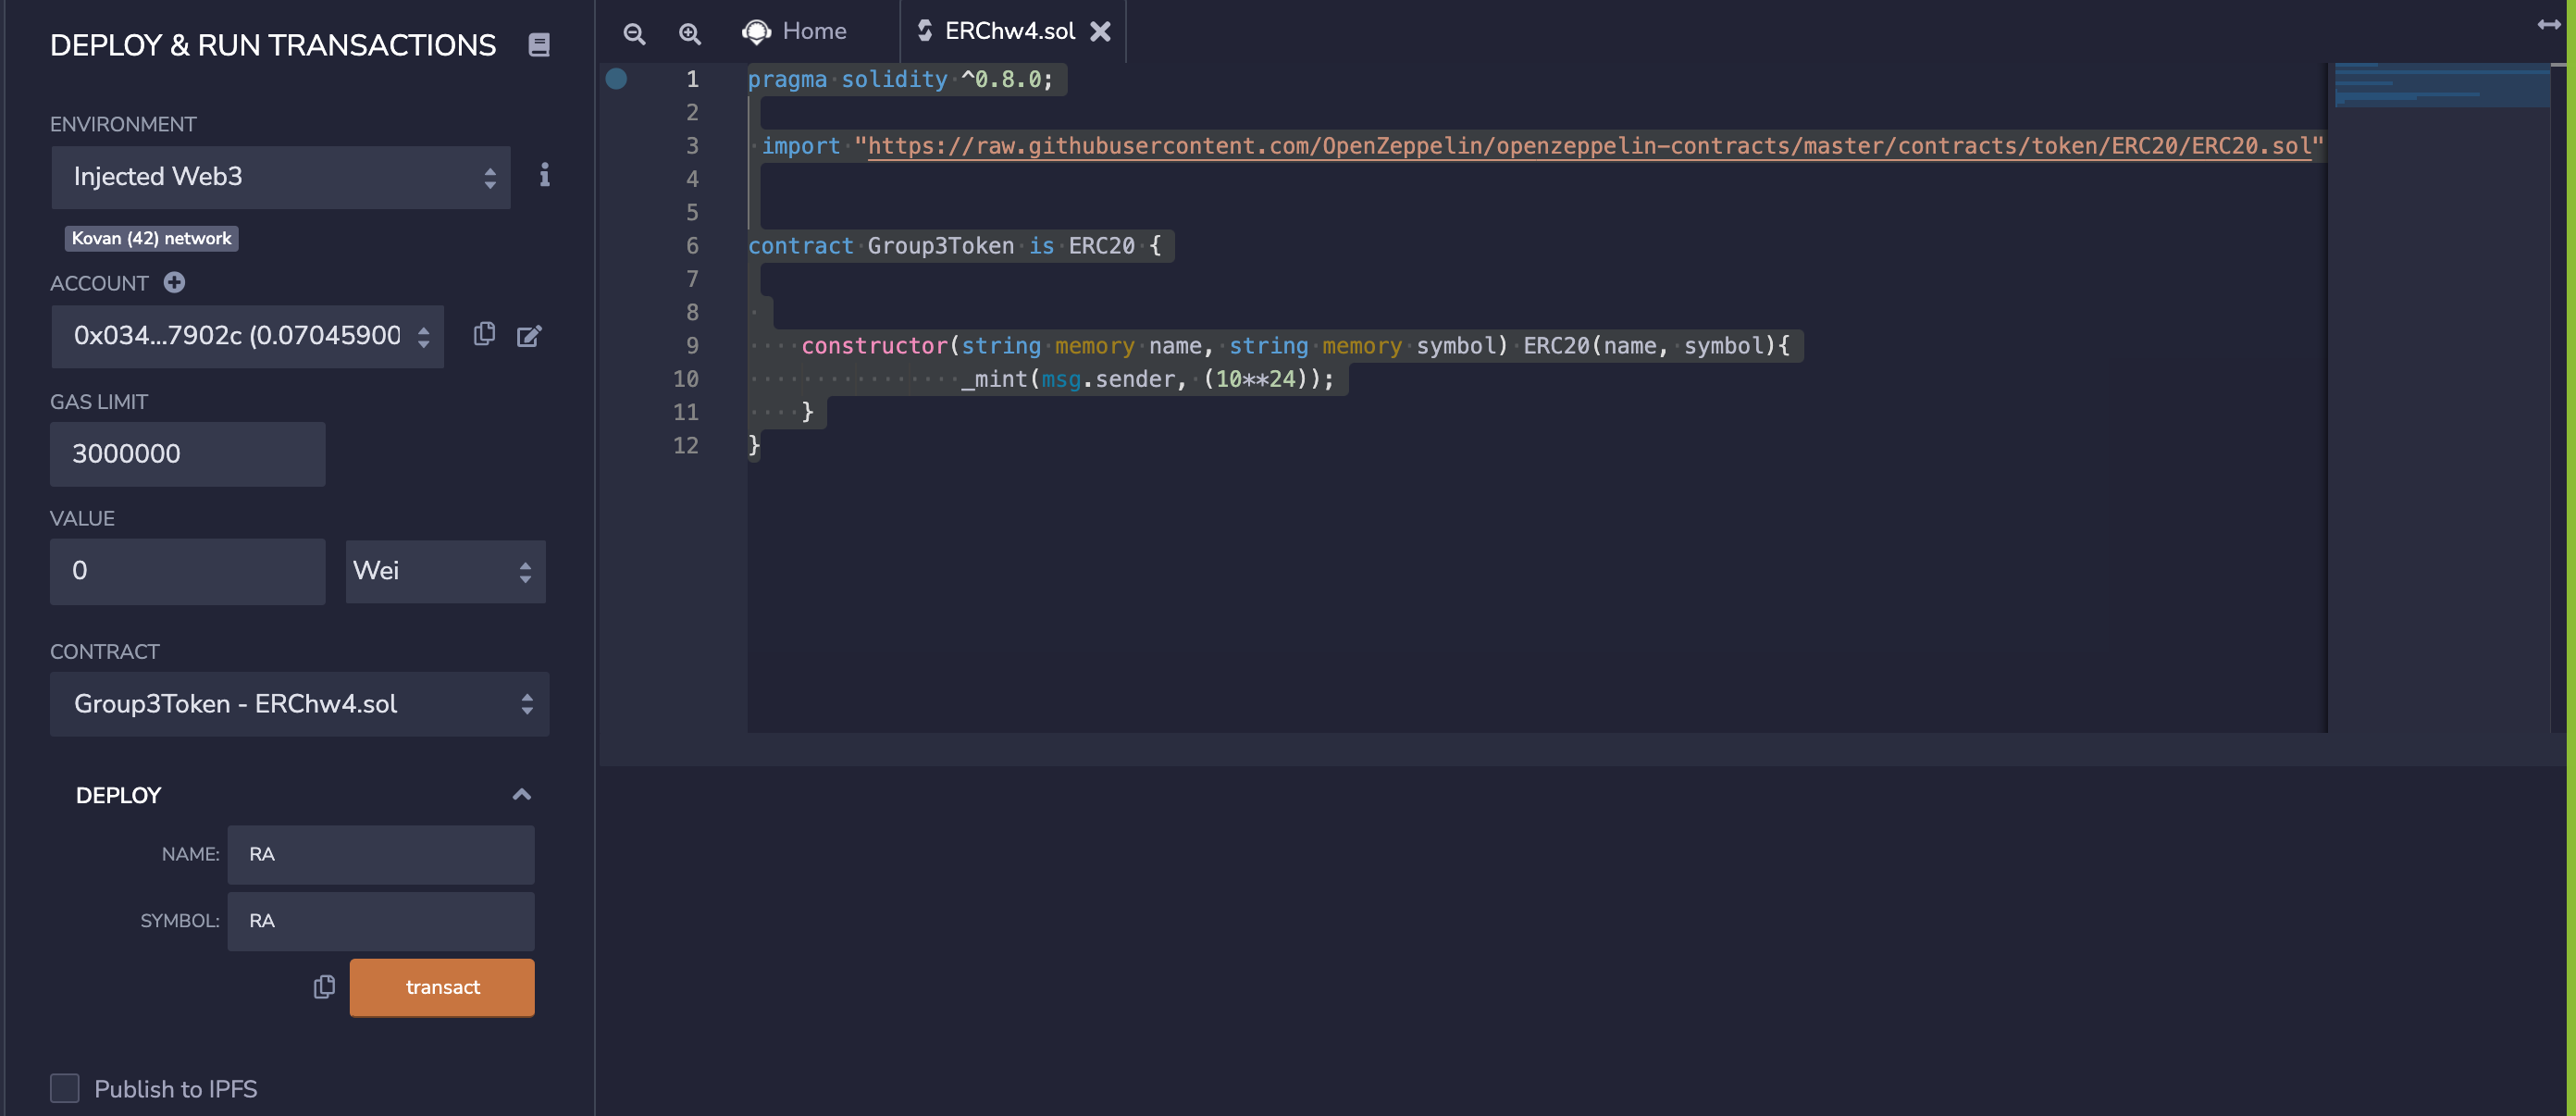 DEPLOY & RUN TRANSACTIONS
ENVIRONMENT
Injected Web3
Kovan (42) network
ACCOUNT
0x034...7902c (0.07045900
GAS LIMIT
3000000
VALUE
0
Wei
CONTRACT
Group3Token - ERChw4.sol
DEPLOY
NAME: RA
SYMBOL: RA
transact
Publish to IPFS
Home
ERChw4.sol
1 pragma solidity ^0.8.0;
2
3 import "https://raw.githubusercontent.com/OpenZeppelin/openzeppelin-contracts/master/contracts/token/ERC20/ERC20.sol"
4
5
6 contract Group3Token is ERC20 {
7
8
9 constructor(string memory name, string memory symbol) ERC20(name, symbol){
10 _mint(msg.sender, (10**24));
11 }
12 }